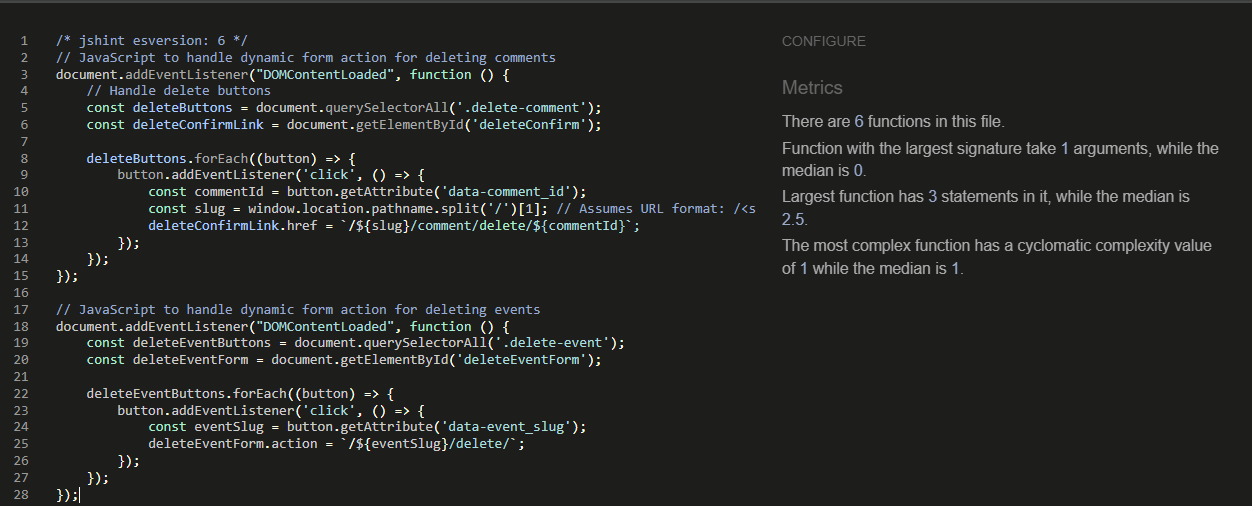 1 /* jshint esversion: 6 */
2 // JavaScript to handle dynamic form action for deleting comments
3 document.addEventListener("DOMContentLoaded", function () {
4     // Handle delete buttons
5     const deleteButtons = document.querySelectorAll('.delete-comment');
6     const deleteConfirmLink = document.getElementById('deleteConfirm');
7
8     deleteButtons.forEach((button) => {
9         button.addEventListener('click', () => {
10             const commentId = button.getAttribute('data-comment_id');
11             const slug = window.location.pathname.split('/')[1]; // Assumes URL format: /<s
12             deleteConfirmLink.href = `/${slug}/comment/delete/${commentId}`;
13         });
14     });
15 });
16
17 // JavaScript to handle dynamic form action for deleting events
18 document.addEventListener("DOMContentLoaded", function () {
19     const deleteEventButtons = document.querySelectorAll('.delete-event');
20     const deleteEventForm = document.getElementById('deleteEventForm');
21
22     deleteEventButtons.forEach((button) => {
23         button.addEventListener('click', () => {
24             const eventSlug = button.getAttribute('data-event_slug');
25             deleteEventForm.action = `/${eventSlug}/delete/`;
26         });
27     });
28 });
CONFIGURE
Metrics
There are 6 functions in this file.
Function with the largest signature take 1 arguments, while the
median is 0.
Largest function has 3 statements in it, while the median is
2.5.
The most complex function has a cyclomatic complexity value
of 1 while the median is 1.